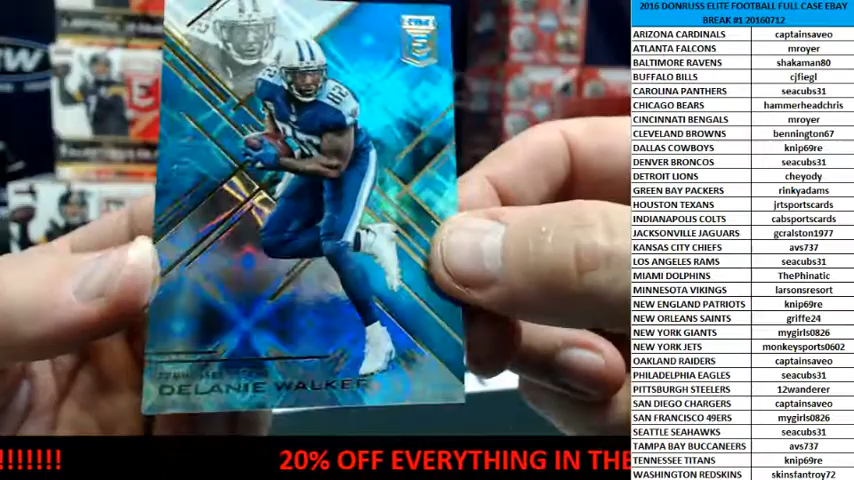 DELANIE WALKER
82
!!!!!!! 20% OFF EVERYTHING IN THE
2016 DONRUSS ELITE FOOTBALL FULL CASE EBAY
BREAK #1 20160712
ARIZONA CARDINALS captainsaveo
ATLANTA FALCONS mroyer
BALTIMORE RAVENS shakaman80
BUFFALO BILLS cjfiegl
CAROLINA PANTHERS seacubs31
CHICAGO BEARS hammerheadchris
CINCINNATI BENGALS mroyer
CLEVELAND BROWNS bennington67
DALLAS COWBOYS knip69re
DENVER BRONCOS seacubs31
DETROIT LIONS cheyody
GREEN BAY PACKERS rinkyadams
HOUSTON TEXANS jrtsportscards
INDIANAPOLIS COLTS cabsportscards
JACKSONVILLE JAGUARS gcralston1977
KANSAS CITY CHIEFS avs737
LOS ANGELES RAMS seacubs31
MIAMI DOLPHINS ThePhinatic
MINNESOTA VIKINGS larsonsresort
NEW ENGLAND PATRIOTS knip69re
NEW ORLEANS SAINTS griffe24
NEW YORK GIANTS mygirls0826
NEW YORK JETS monkeysports0602
OAKLAND RAIDERS captainsaveo
PHILADELPHIA EAGLES seacubs31
PITTSBURGH STEELERS 12wanderer
SAN DIEGO CHARGERS captainsaveo
SAN FRANCISCO 49ERS mygirls0826
SEATTLE SEAHAWKS seacubs31
TAMPA BAY BUCCANEERS avs737
TENNESSEE TITANS knip69re
WASHINGTON REDSKINS skinsfantroy72